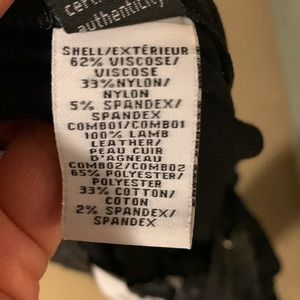 authenticity
SHELL/EXTÉRIEUR
62% VISCOSE/
VISCOSE
33%NYLON/
NYLON
5% SPANDEX/
SPANDEX
COMBO1/COMBO1
100% LAMB
LEATHER/
PEAU CUIR
D'AGNEAU
COMBO2/COMBO2
65% POLYESTER/
POLYESTER
33% COTTON/
COTON
2% SPANDEX/
SPANDEX